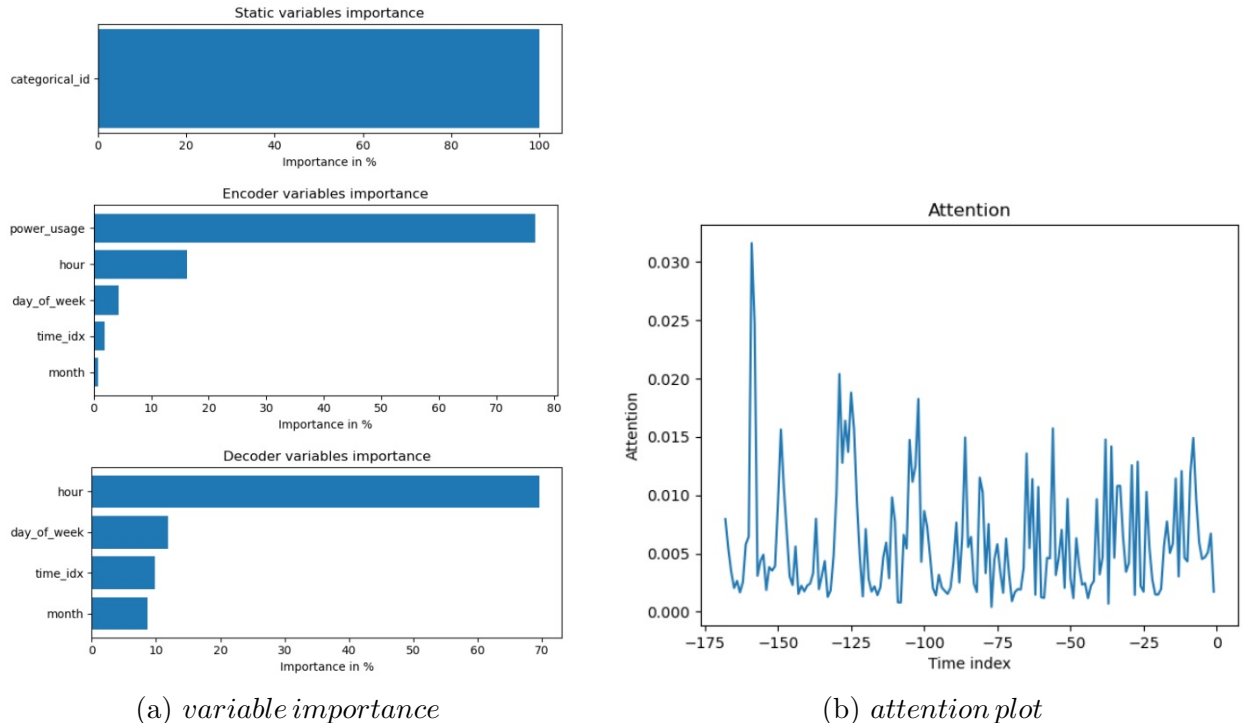 Static variables importance
categorical_id
0 20 40 60 80 100
Importance in %
Encoder variables importance
power_usage
hour
day_of_week
time_idx
month
0 10 20 30 40 50 60 70 80
Importance in %
Decoder variables importance
hour
day_of_week
time_idx
month
0 10 20 30 40 50 60 70
Importance in %
(a) variable importance
Attention
0.030
0.025
0.020
0.015
0.010
0.005
0.000
Attention
−175 −150 −125 −100 −75 −50 −25 0
Time index
(b) attention plot